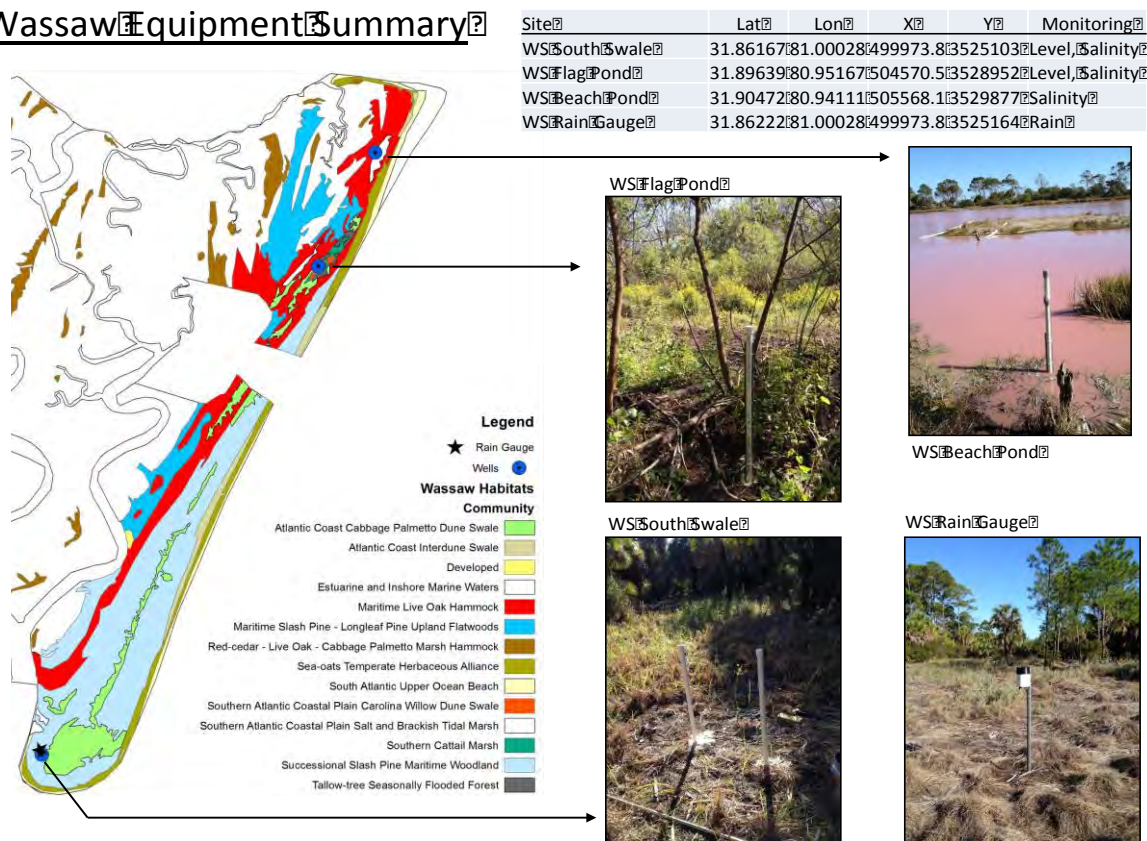 Wassaw Equipment Summary
Site Lat Lon X Y Monitoring
WS South Swale 31.86167 81.00028 499973.8 3525103 Level, Salinity
WS Flag Pond 31.89639 80.95167 504570.5 3528952 Level, Salinity
WS Beach Pond 31.90472 80.94111 505568.1 3529877 Salinity
WS Rain Gauge 31.86222 81.00028 499973.8 3525164 Rain
WS Flag Pond
WS Beach Pond
Legend
Rain Gauge
Wells
Wassaw Habitats
Community
Atlantic Coast Cabbage Palmetto Dune Swale
Atlantic Coast Interdune Swale
Developed
Estuarine and Inshore Marine Waters
Maritime Live Oak Hammock
Maritime Slash Pine - Longleaf Pine Upland Flatwoods
Red-cedar - Live Oak - Cabbage Palmetto Marsh Hammock
Sea-oats Temperate Herbaceous Alliance
South Atlantic Upper Ocean Beach
Southern Atlantic Coastal Plain Carolina Willow Dune Swale
Southern Atlantic Coastal Plain Salt and Brackish Tidal Marsh
Southern Cattail Marsh
Successional Slash Pine Maritime Woodland
Tallow-tree Seasonally Flooded Forest
WS South Swale
WS Rain Gauge